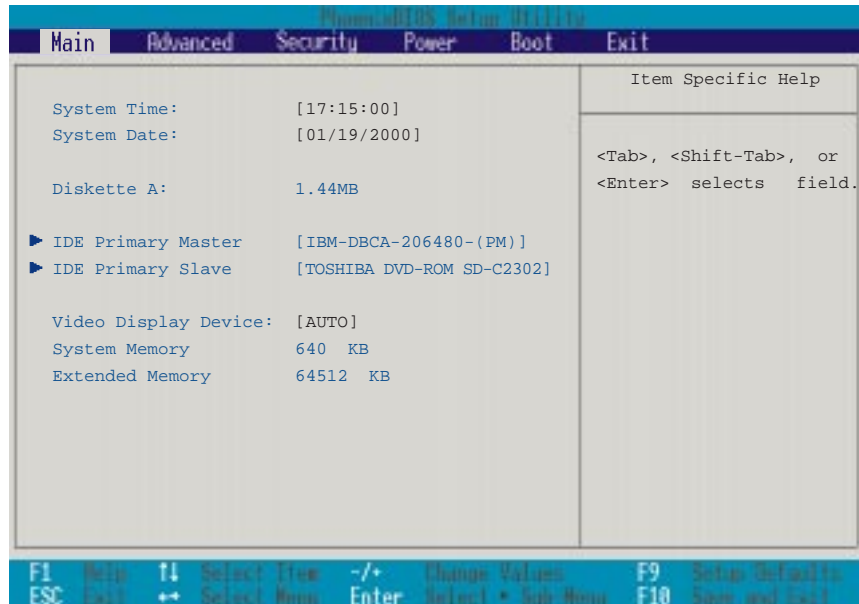 PhoenixBIOS Setup Utility
Main Advanced Security Power Boot Exit
Item Specific Help
System Time: [17:15:00]
System Date: [01/19/2000]
<Tab>, <Shift-Tab>, or
<Enter> selects field.
Diskette A: 1.44MB
IDE Primary Master [IBM-DBCA-206480-(PM)]
IDE Primary Slave [TOSHIBA DVD-ROM SD-C2302]
Video Display Device: [AUTO]
System Memory 640 KB
Extended Memory 64512 KB
F1 Help ↑↓ Select Item -/+ Change Values F9 Setup Defaults
ESC Exit ↔ Select Menu Enter Select ▸ Sub Menu F10 Save and Exit